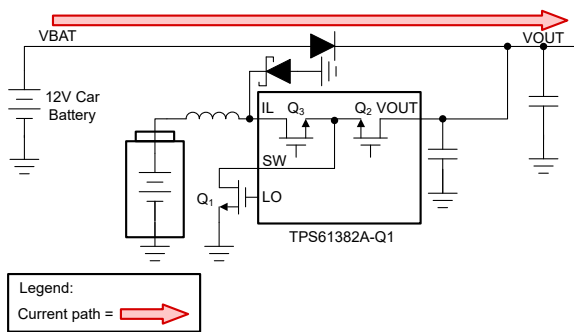 VBAT
VOUT
12V Car
Battery
IL
Q3
Q2
VOUT
SW
Q1
LO
TPS61382A-Q1
Legend:
Current path =